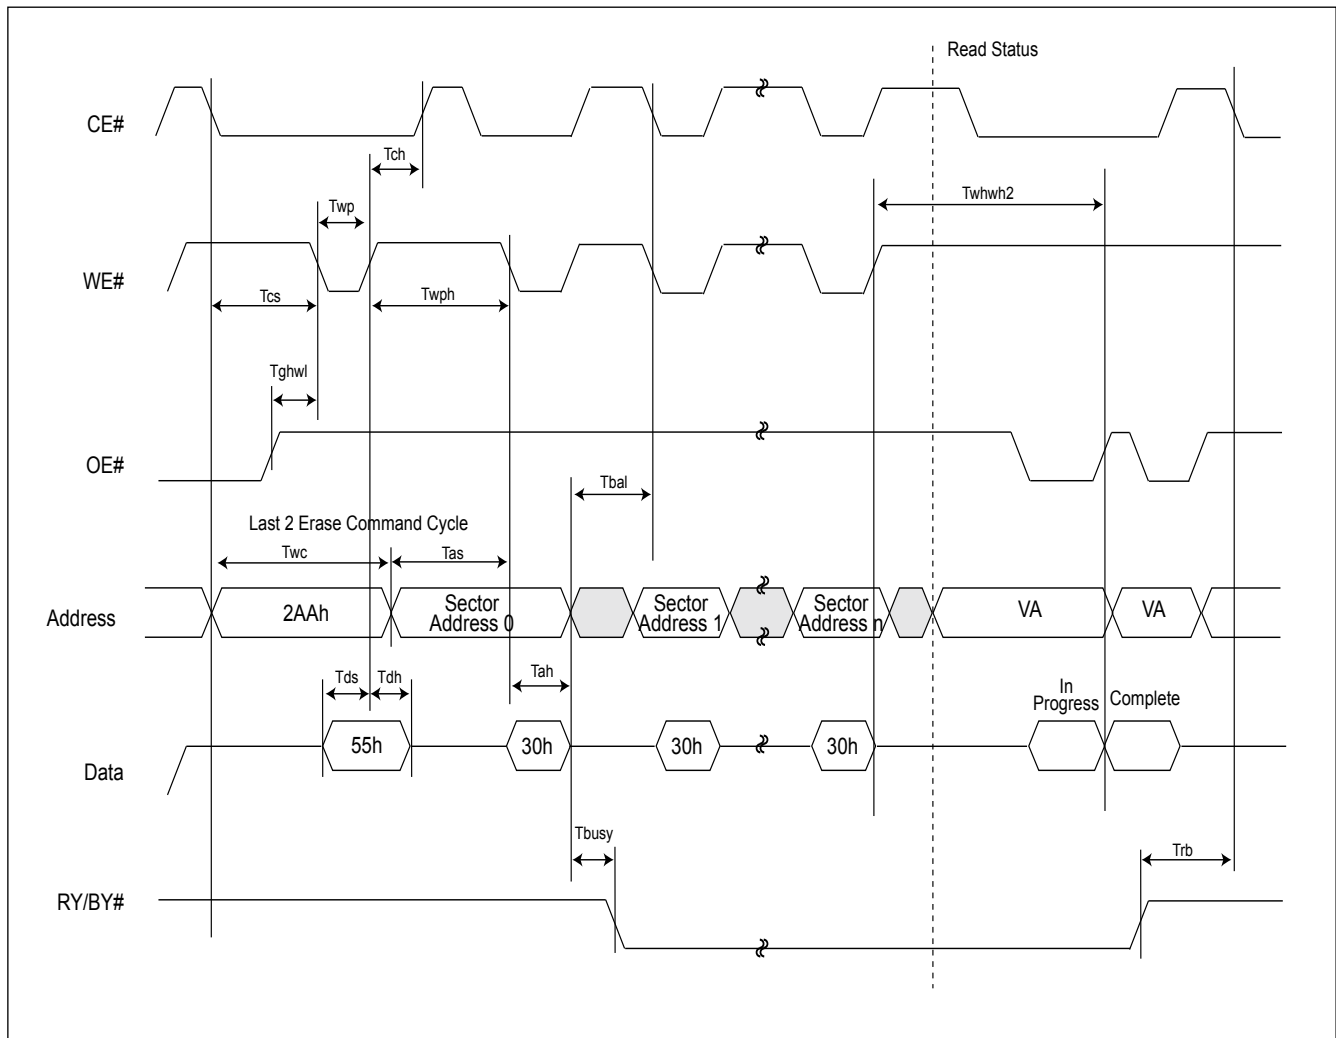 Read Status
CE#
Tch
Twhwh2
Twp
WE#
Tcs
Twph
Tghwl
OE#
Tbal
Last 2 Erase Command Cycle
Twc
Tas
Address
2AAh
Sector
Address 0
Sector
Address 1
Sector
Address n
VA
VA
Tds
Tdh
Tah
In
Progress
Complete
Data
55h
30h
30h
30h
Tbusy
Trb
RY/BY#